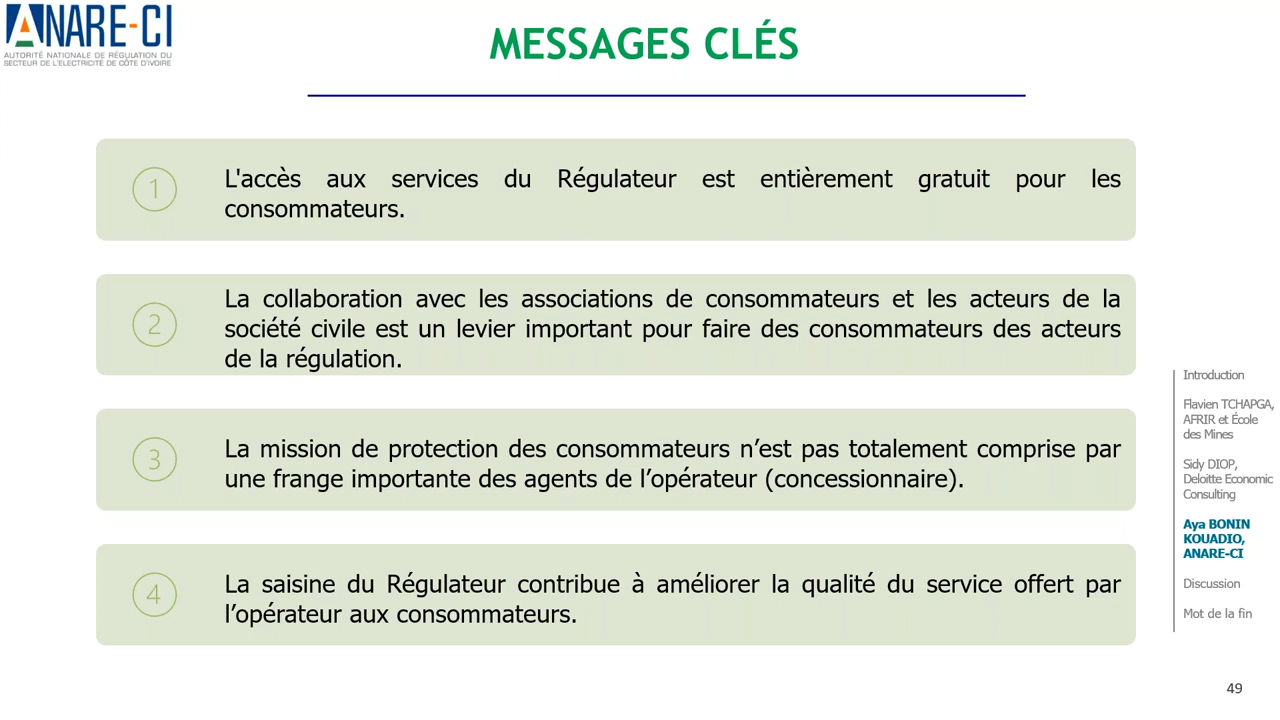 ANARE-CI
AUTORITÉ NATIONALE DE RÉGULATION DU
SECTEUR DE L'ELECTRICITÉ DE CÔTE D'IVOIRE
MESSAGES CLÉS
1
L'accès aux services du Régulateur est entièrement gratuit pour les
consommateurs.
2
La collaboration avec les associations de consommateurs et les acteurs de la
société civile est un levier important pour faire des consommateurs des acteurs
de la régulation.
3
La mission de protection des consommateurs n’est pas totalement comprise par
une frange importante des agents de l’opérateur (concessionnaire).
4
La saisine du Régulateur contribue à améliorer la qualité du service offert par
l’opérateur aux consommateurs.
Introduction
Flavien TCHAPGA,
AFRIR et École
des Mines
Sidy DIOP,
Deloitte Economic
Consulting
Aya BONIN
KOUADIO,
ANARE-CI
Discussion
Mot de la fin
49